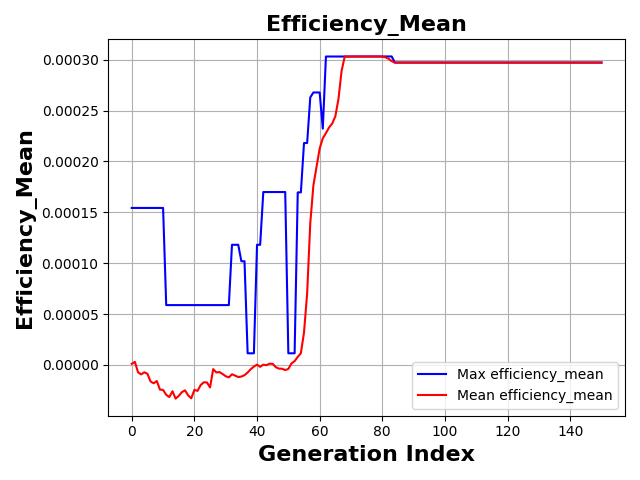 Efficiency_Mean
Efficiency_Mean
0.00030
0.00025
0.00020
0.00015
0.00010
0.00005
0.00000
Max efficiency_mean
Mean efficiency_mean
0 20 40 60 80 100 120 140
Generation Index